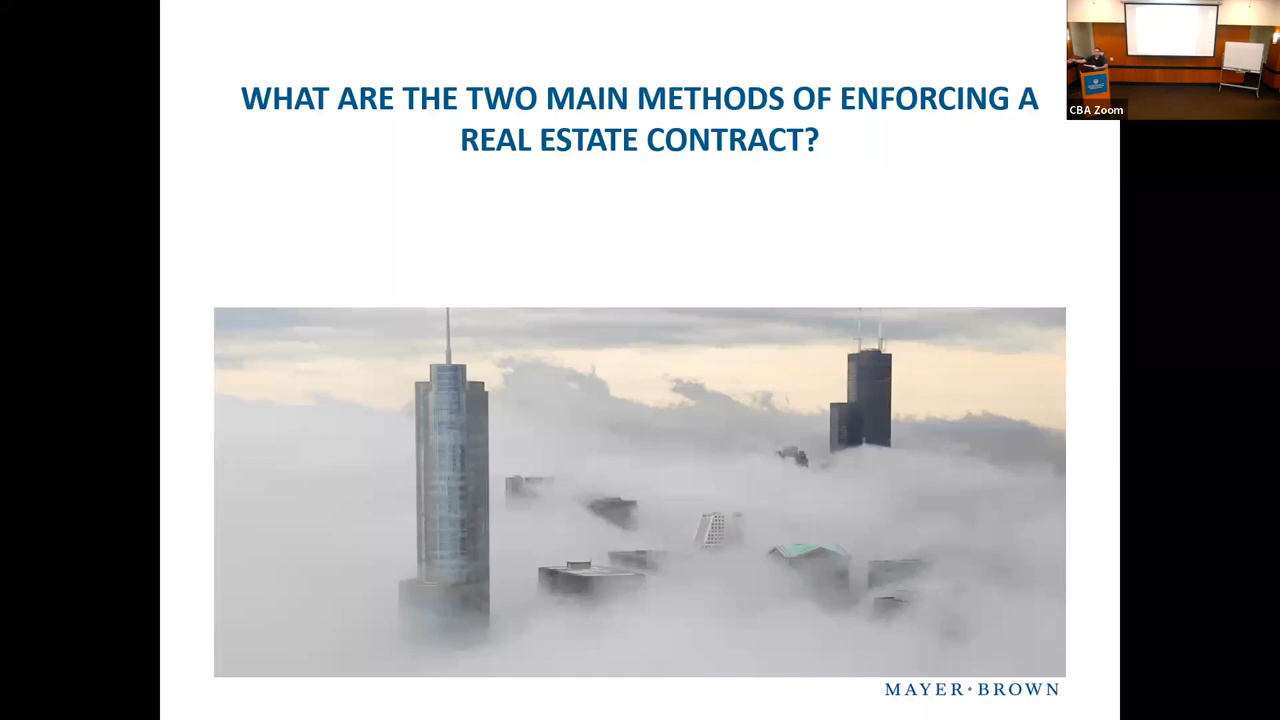 WHAT ARE THE TWO MAIN METHODS OF ENFORCING A
REAL ESTATE CONTRACT?
CBA Zoom
MAYER • BROWN